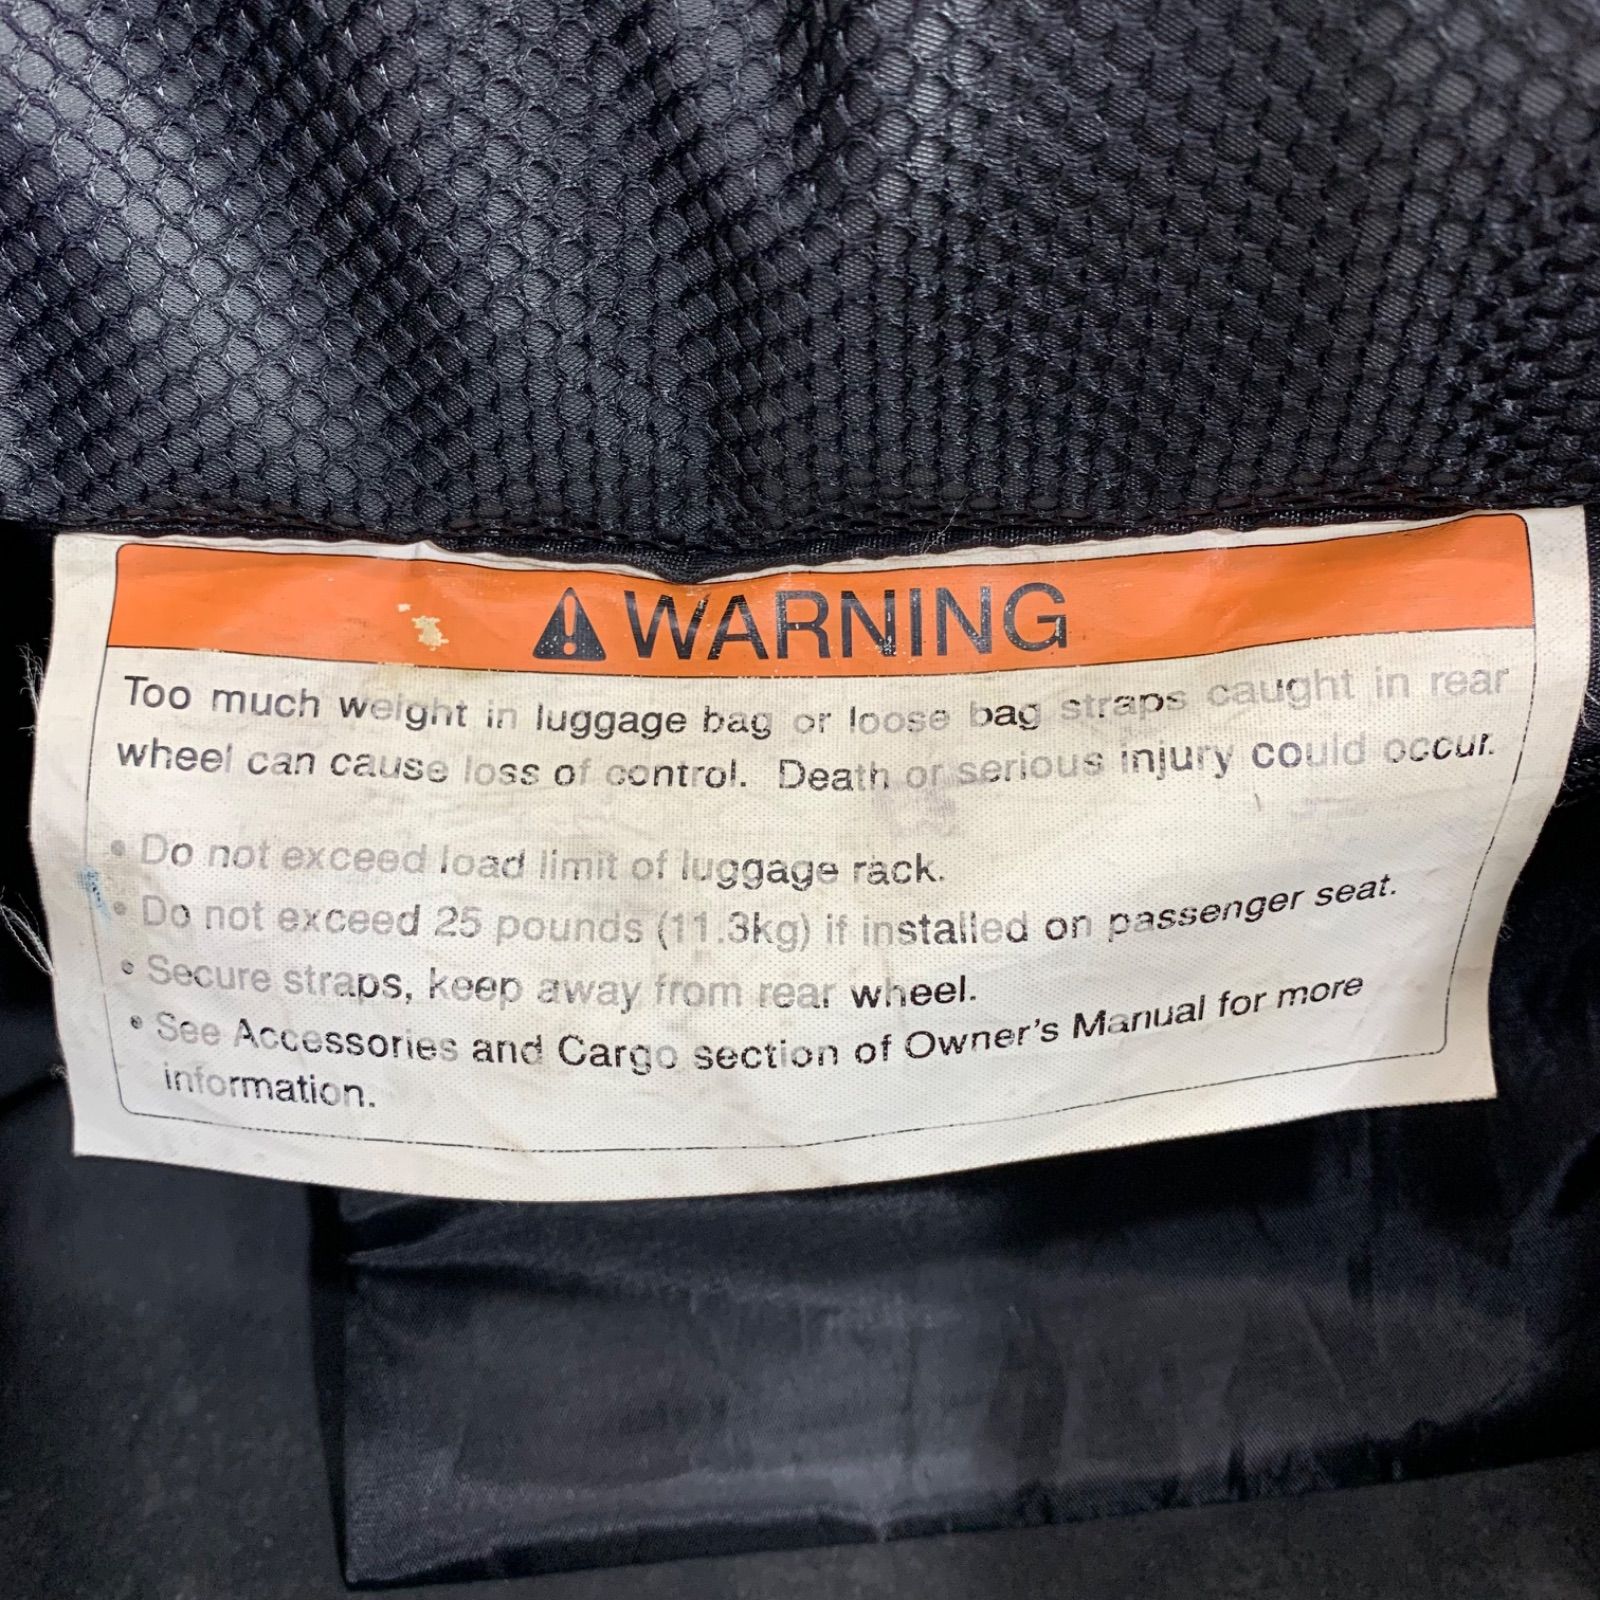 WARNING
Too much weight in luggage bag or loose bag straps caught in rear
wheel can cause loss of control. Death or serious injury could occur.
• Do not exceed load limit of luggage rack.
• Do not exceed 25 pounds (11.3kg) if installed on passenger seat.
• Secure straps, keep away from rear wheel.
• See Accessories and Cargo section of Owner's Manual for more
information.